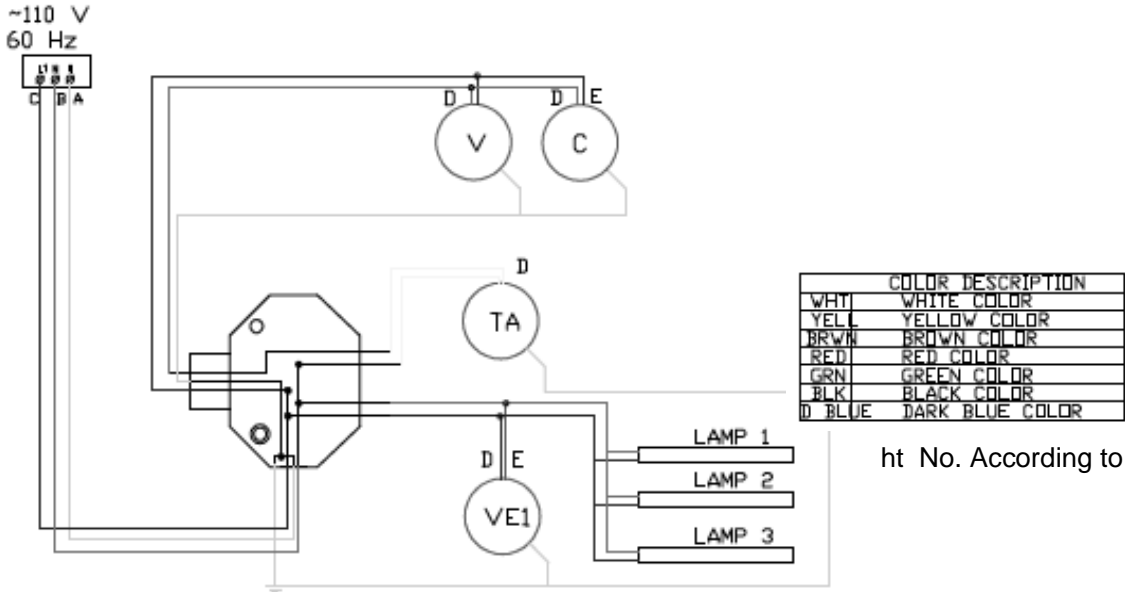 ~110 V
60 Hz
L1 N
C B A
D D E
V C
D
TA
COLOR DESCRIPTION
WHT WHITE COLOR
YELL YELLOW COLOR
BRWN BROWN COLOR
RED RED COLOR
GRN GREEN COLOR
BLK BLACK COLOR
D BLUE DARK BLUE COLOR
ht No. According to
LAMP 1
D E
LAMP 2
VE1
LAMP 3